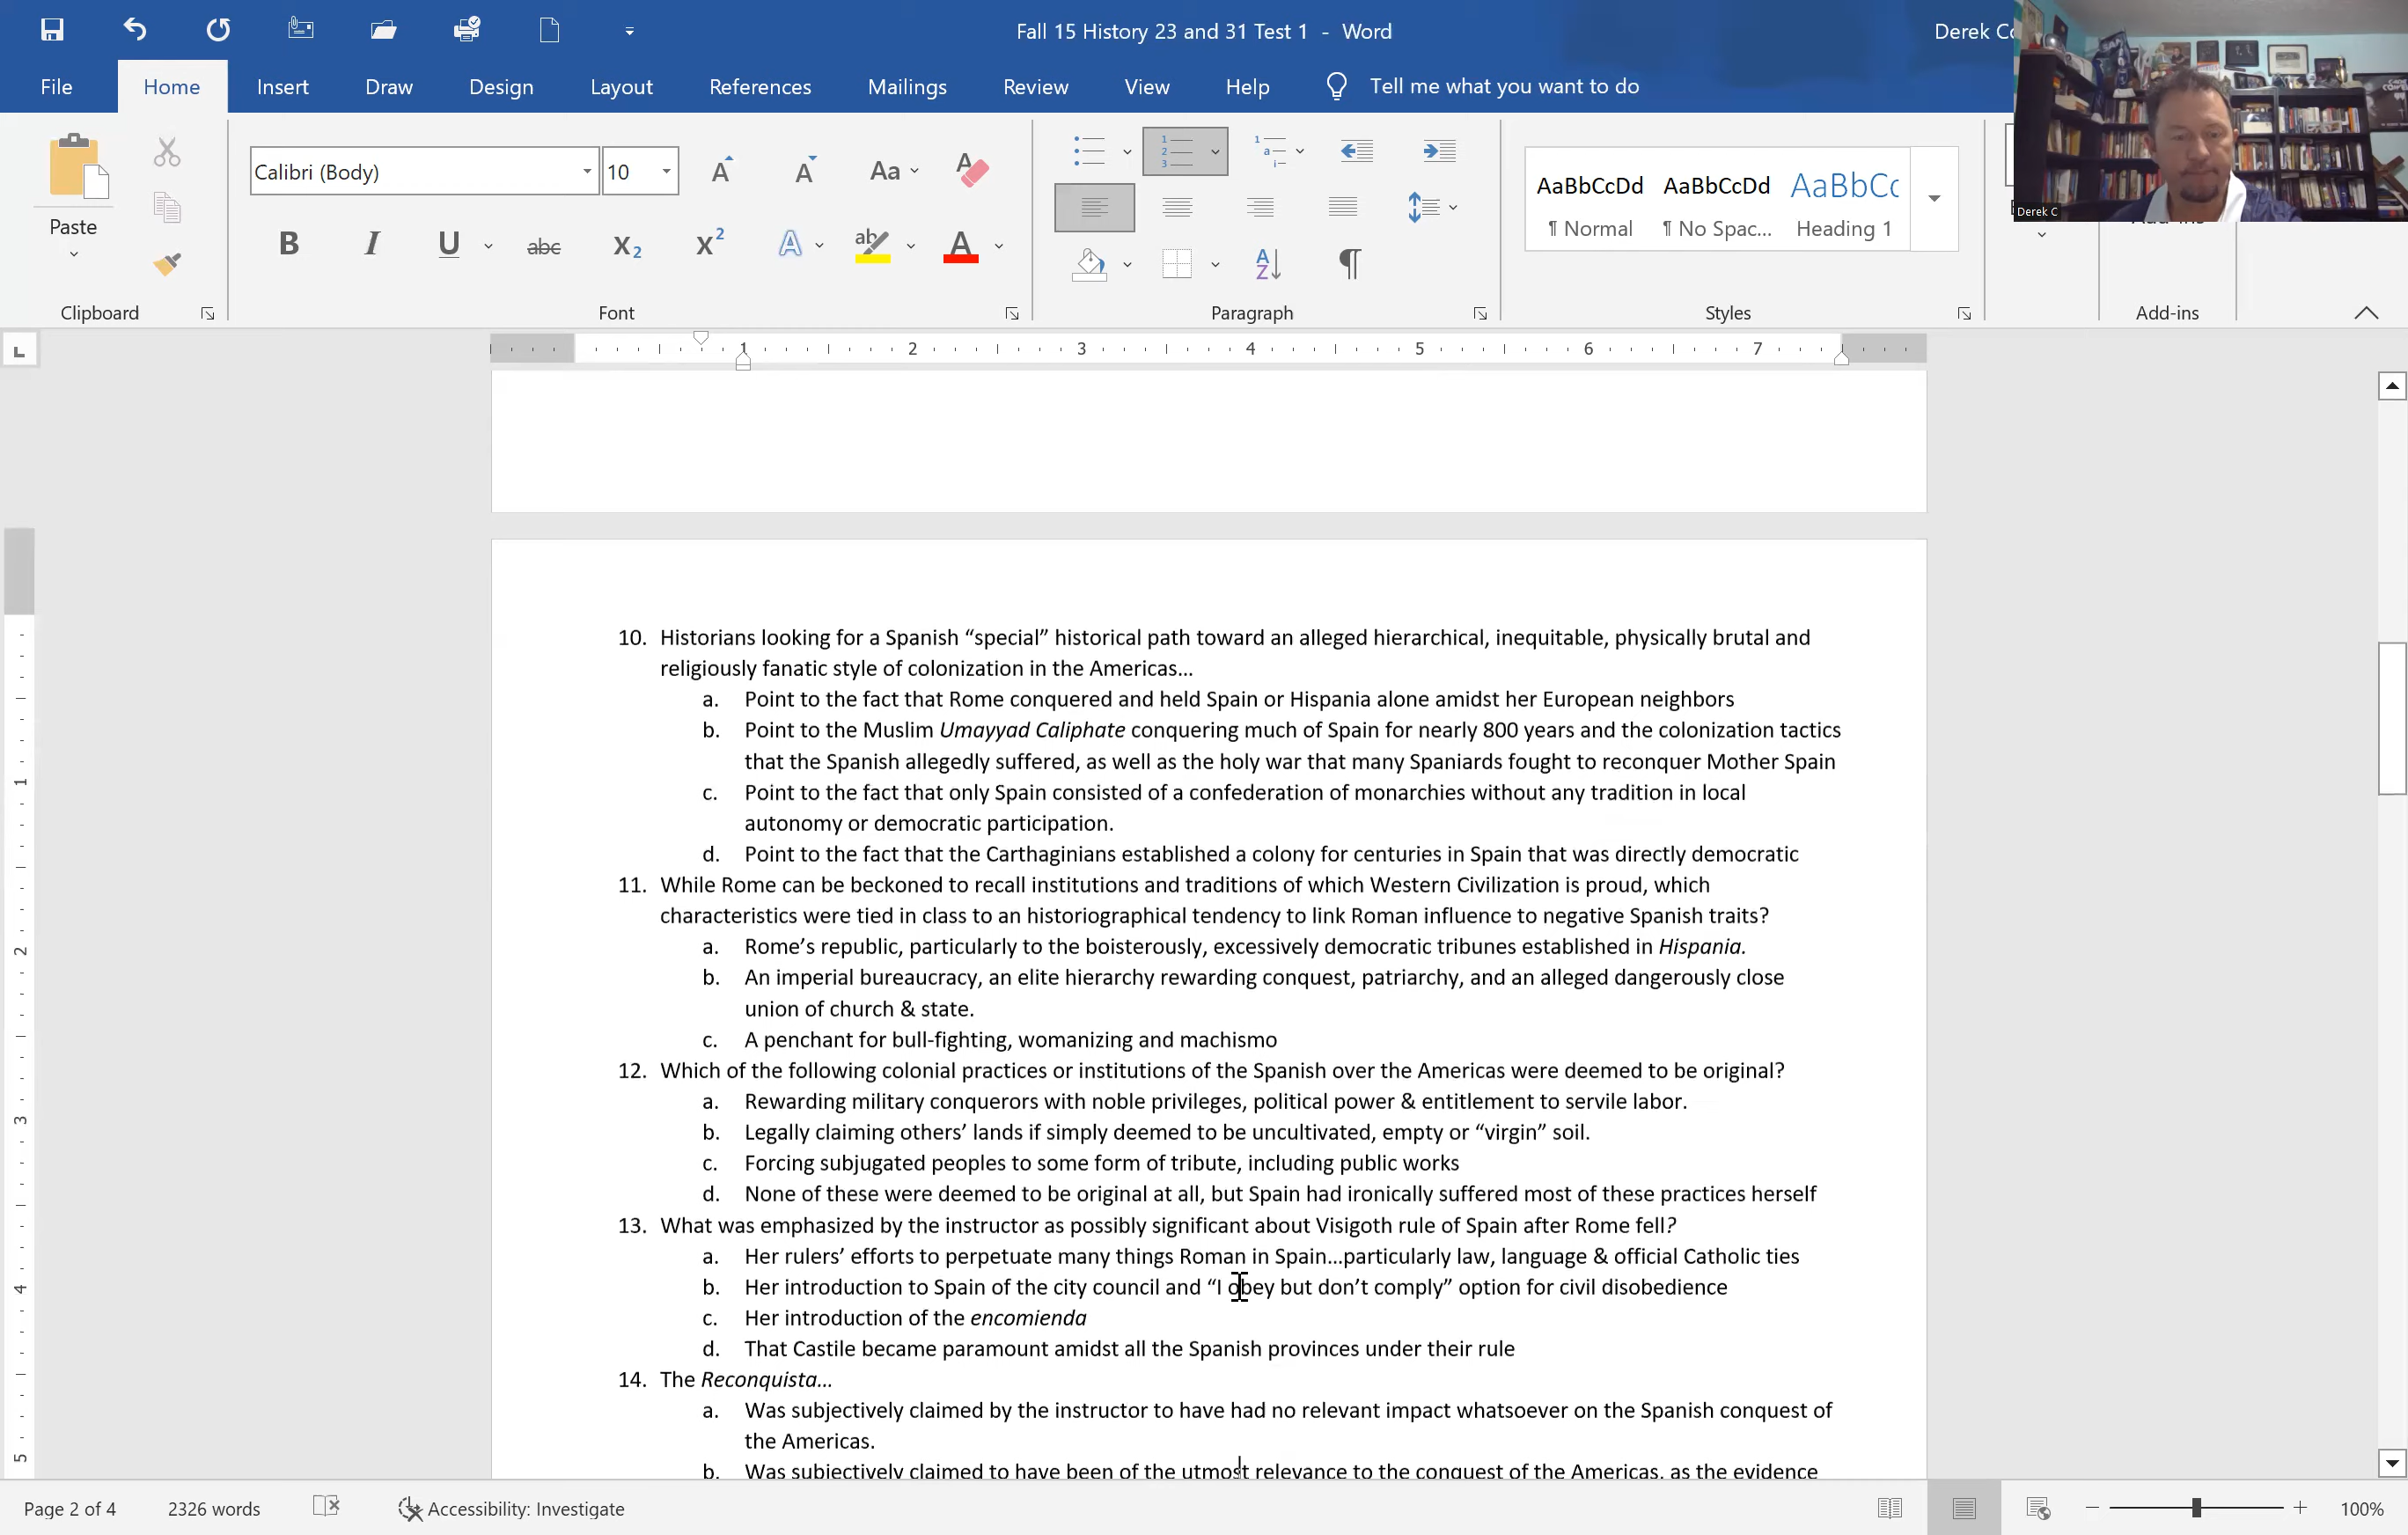 Fall 15 History 23 and 31 Test 1 - Word
Derek Co
File Home Insert Draw Design Layout References Mailings Review View Help Tell me what you want to do
Derek C
Paste
Calibri (Body) 10
Aa
B I U abc X2 X2 A ab A
AaBbCcDd AaBbCcDd AaBbCc
¶ Normal ¶ No Spac... Heading 1
Clipboard Font Paragraph Styles Add-ins
1 2 3 4 5 6 7
10. Historians looking for a Spanish “special” historical path toward an alleged hierarchical, inequitable, physically brutal and
religiously fanatic style of colonization in the Americas…
a. Point to the fact that Rome conquered and held Spain or Hispania alone amidst her European neighbors
b. Point to the Muslim Umayyad Caliphate conquering much of Spain for nearly 800 years and the colonization tactics
that the Spanish allegedly suffered, as well as the holy war that many Spaniards fought to reconquer Mother Spain
c. Point to the fact that only Spain consisted of a confederation of monarchies without any tradition in local
autonomy or democratic participation.
d. Point to the fact that the Carthaginians established a colony for centuries in Spain that was directly democratic
11. While Rome can be beckoned to recall institutions and traditions of which Western Civilization is proud, which
characteristics were tied in class to an historiographical tendency to link Roman influence to negative Spanish traits?
a. Rome’s republic, particularly to the boisterously, excessively democratic tribunes established in Hispania.
b. An imperial bureaucracy, an elite hierarchy rewarding conquest, patriarchy, and an alleged dangerously close
union of church & state.
c. A penchant for bull-fighting, womanizing and machismo
12. Which of the following colonial practices or institutions of the Spanish over the Americas were deemed to be original?
a. Rewarding military conquerors with noble privileges, political power & entitlement to servile labor.
b. Legally claiming others’ lands if simply deemed to be uncultivated, empty or “virgin” soil.
c. Forcing subjugated peoples to some form of tribute, including public works
d. None of these were deemed to be original at all, but Spain had ironically suffered most of these practices herself
13. What was emphasized by the instructor as possibly significant about Visigoth rule of Spain after Rome fell?
a. Her rulers’ efforts to perpetuate many things Roman in Spain…particularly law, language & official Catholic ties
b. Her introduction to Spain of the city council and “I obey but don’t comply” option for civil disobedience
c. Her introduction of the encomienda
d. That Castile became paramount amidst all the Spanish provinces under their rule
14. The Reconquista…
a. Was subjectively claimed by the instructor to have had no relevant impact whatsoever on the Spanish conquest of
the Americas.
b. Was subjectively claimed to have been of the utmost relevance to the conquest of the Americas, as the evidence
Page 2 of 4 2326 words Accessibility: Investigate 100%